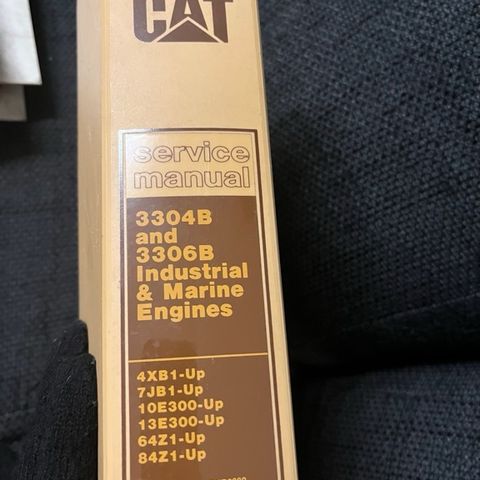 CAT
service
manual
3304B
and
3306B
Industrial
& Marine
Engines
4XB1-Up
7JB1-Up
10E300-Up
13E300-Up
64Z1-Up
84Z1-Up